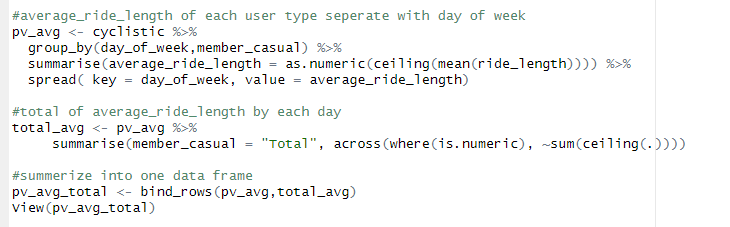 #average_ride_length of each user type seperate with day of week
pv_avg <- cyclistic %>%
  group_by(day_of_week,member_casual) %>%
  summarise(average_ride_length = as.numeric(ceiling(mean(ride_length)))) %>%
  spread( key = day_of_week, value = average_ride_length)

#total of average_ride_length by each day
total_avg <- pv_avg %>%
     summarise(member_casual = "Total", across(where(is.numeric), ~sum(ceiling(.))))

#summerize into one data frame
pv_avg_total <- bind_rows(pv_avg,total_avg)
View(pv_avg_total)